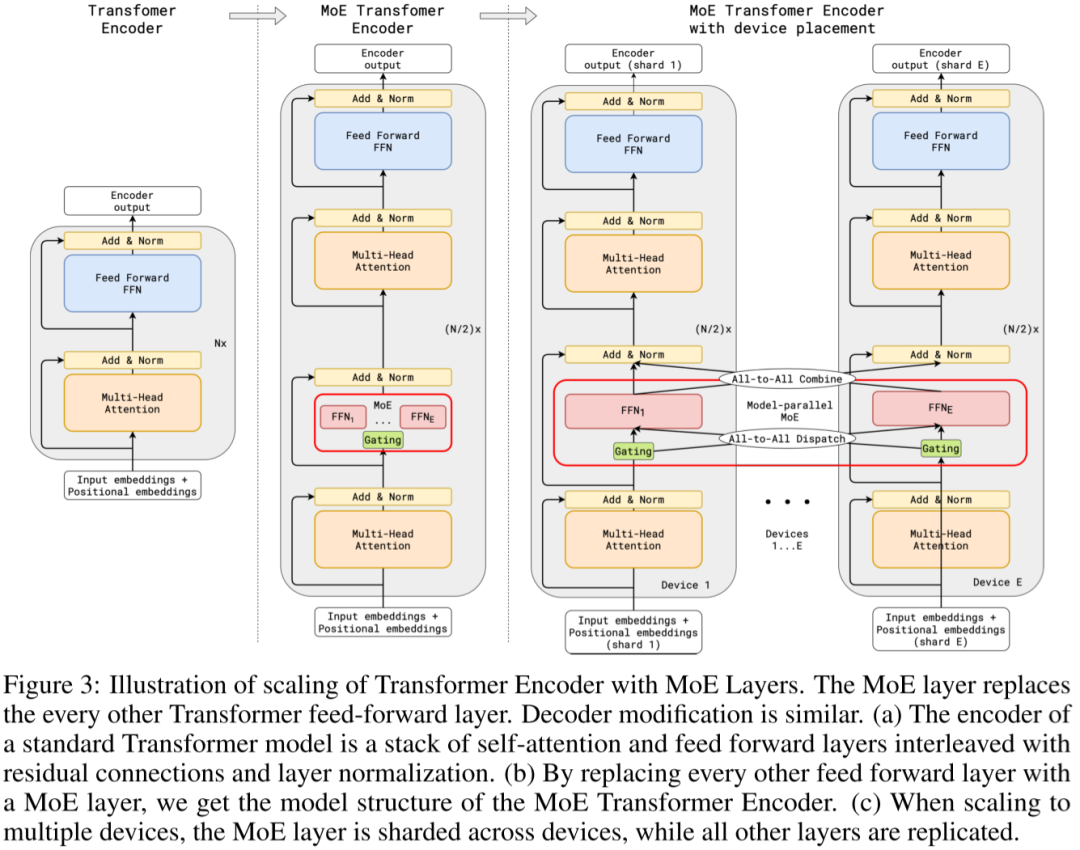 Transfomer
Encoder
Encoder
output
Add & Norm
Feed Forward
FFN
Nx
Add & Norm
Multi-Head
Attention
Input embeddings +
Positional embeddings
MoE Transfomer
Encoder
Encoder
output
Add & Norm
Feed Forward
FFN
Add & Norm
Multi-Head
Attention
(N/2)x
Add & Norm
MoE
FFN₁
...
FFNE
Gating
Add & Norm
Multi-Head
Attention
Input embeddings +
Positional embeddings
MoE Transfomer Encoder
with device placement
Encoder
output (shard 1)
Add & Norm
Feed Forward
FFN
Add & Norm
Multi-Head
Attention
(N/2)x
Add & Norm
FFN₁
Gating
Add & Norm
Multi-Head
Attention
Device 1
Input embeddings +
Positional embeddings
(shard 1)
All-to-All Combine
Model-parallel
MoE
All-to-All Dispatch
• • •
Devices
1...E
Encoder
output (shard E)
Add & Norm
Feed Forward
FFN
Add & Norm
Multi-Head
Attention
(N/2)x
Add & Norm
FFNE
Gating
Add & Norm
Multi-Head
Attention
Device E
Input embeddings +
Positional embeddings
(shard E)
Figure 3: Illustration of scaling of Transformer Encoder with MoE Layers. The MoE layer replaces
the every other Transformer feed-forward layer. Decoder modification is similar. (a) The encoder of
a standard Transformer model is a stack of self-attention and feed forward layers interleaved with
residual connections and layer normalization. (b) By replacing every other feed forward layer with
a MoE layer, we get the model structure of the MoE Transformer Encoder. (c) When scaling to
multiple devices, the MoE layer is sharded across devices, while all other layers are replicated.